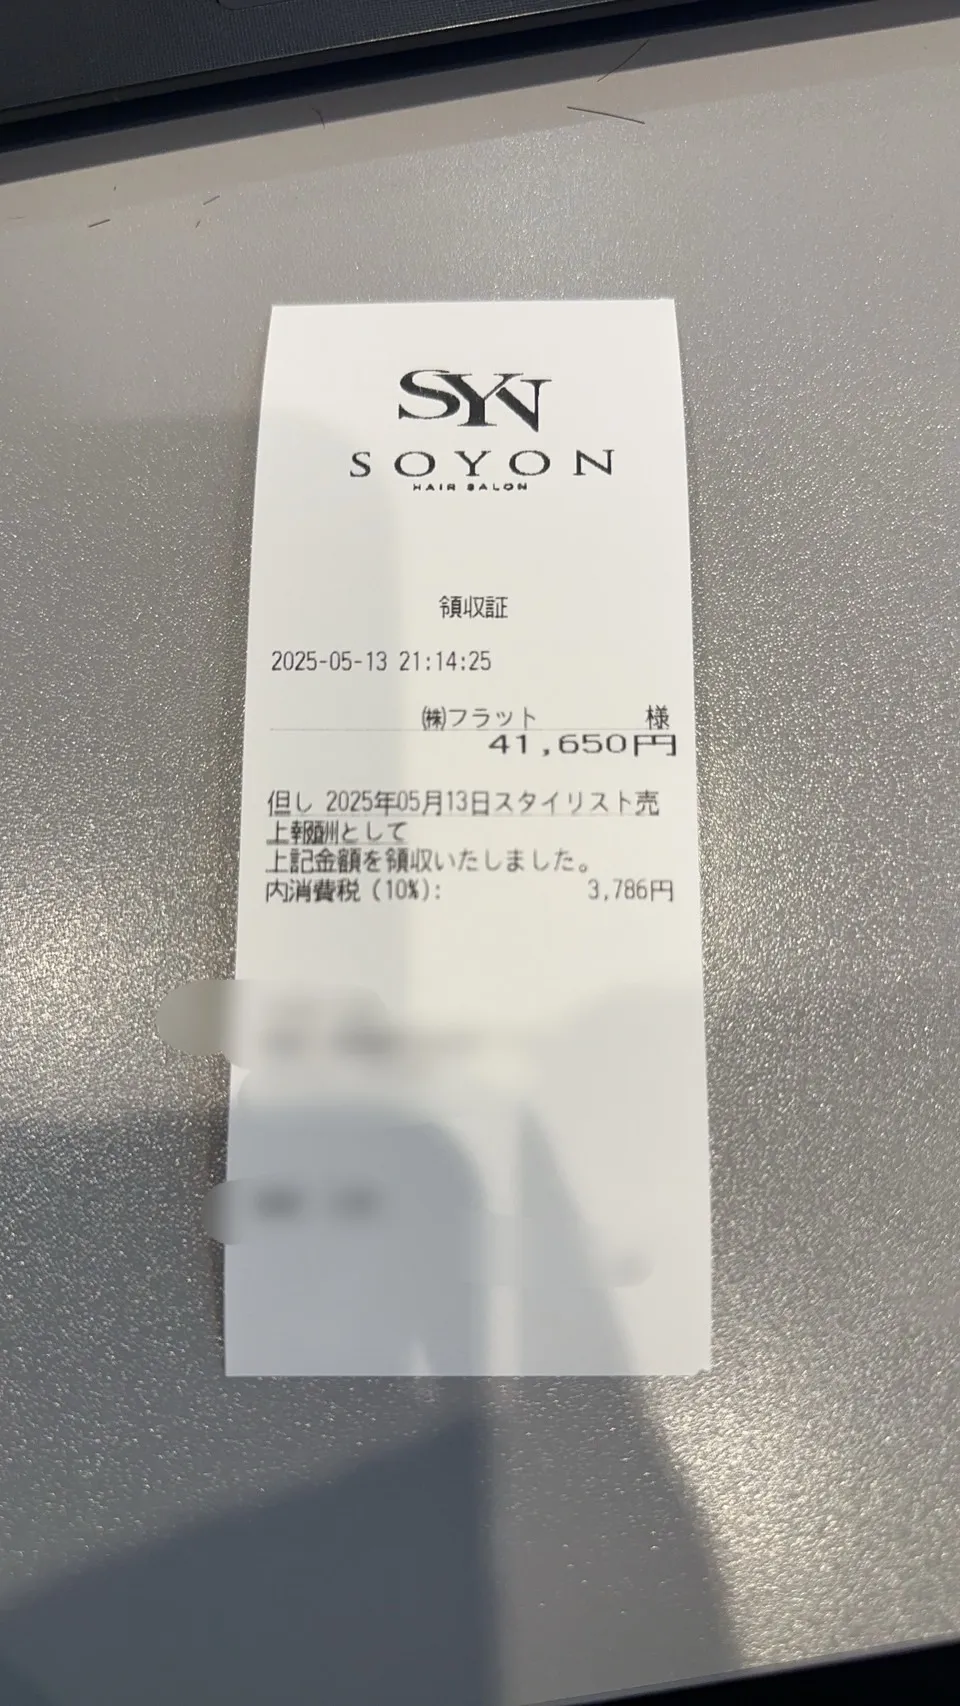 SYN
SOYON
HAIR SALON
領収証
2025-05-13 21:14:25
㈱フラット 様
41,650円
但し 2025年05月13日スタイリスト売
上報酬として
上記金額を領収いたしました。
内消費税(10%): 3,786円